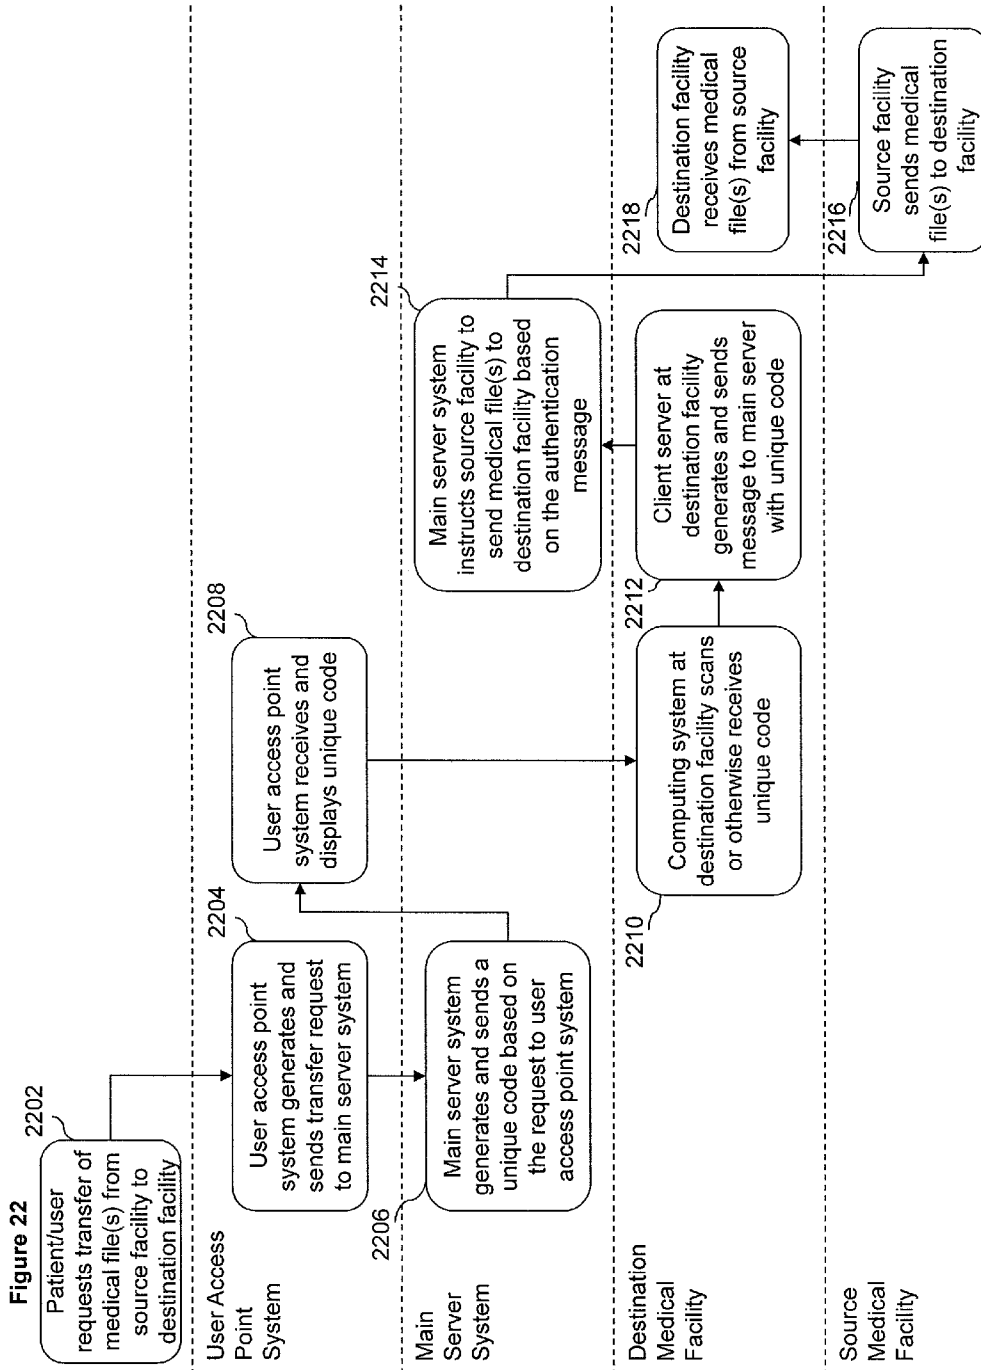 Figure 22
2202
Patient/user
requests transfer of
medical file(s) from
source facility to
destination facility
User Access
Point
System
2204
User access point
system generates and
sends transfer request
to main server system
2208
User access point
system receives and
displays unique code
Main
Server
System
2206
Main server system
generates and sends a
unique code based on
the request to user
access point system
2214
Main server system
instructs source facility to
send medical file(s) to
destination facility based
on the authentication
message
Destination
Medical
Facility
2210
Computing system at
destination facility scans
or otherwise receives
unique code
2212
Client server at
destination facility
generates and sends
message to main server
with unique code
2218
Destination facility
receives medical
file(s) from source
facility
Source
Medical
Facility
2216
Source facility
sends medical
file(s) to destination
facility